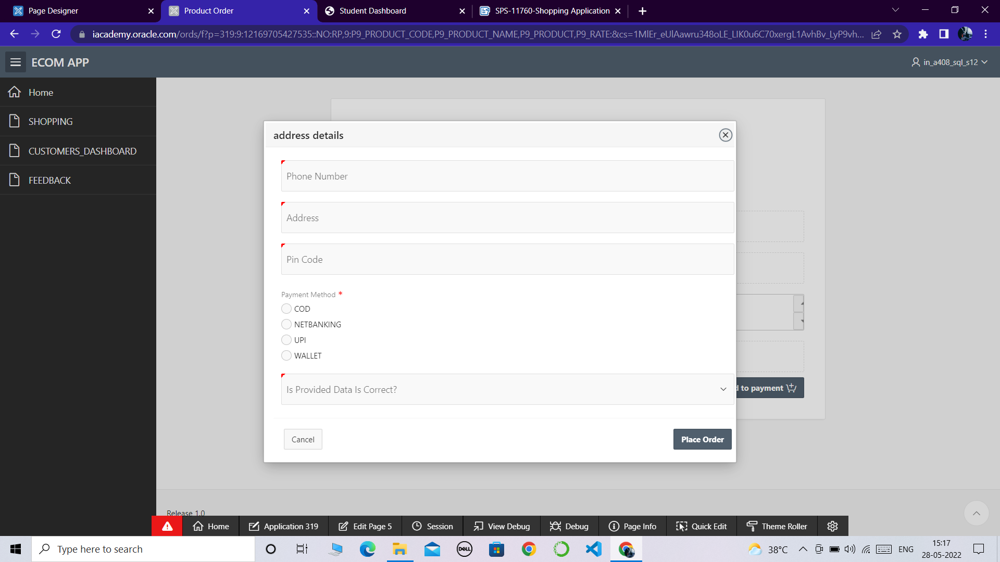 Page Designer
Product Order
Student Dashboard
SPS-11760-Shopping Application
iacademy.oracle.com/ords/f?p=319:9:12169705427535::NO:RP,9:P9_PRODUCT_CODE,P9_PRODUCT_NAME,P9_PRODUCT,P9_RATE:&cs=1MlEr_eUlAawru348oLE_LIK0u6C70xergL1AvhBv_LyP9vh...
ECOM APP
in_a408_sql_s12
Home
SHOPPING
CUSTOMERS_DASHBOARD
FEEDBACK
address details
Phone Number
Address
Pin Code
Payment Method *
COD
NETBANKING
UPI
WALLET
Is Provided Data Is Correct?
d to payment
Cancel
Place Order
Release 1.0
Home
Application 319
Edit Page 5
Session
View Debug
Debug
Page Info
Quick Edit
Theme Roller
Type here to search
DELL
38°C
ENG
15:17
28-05-2022